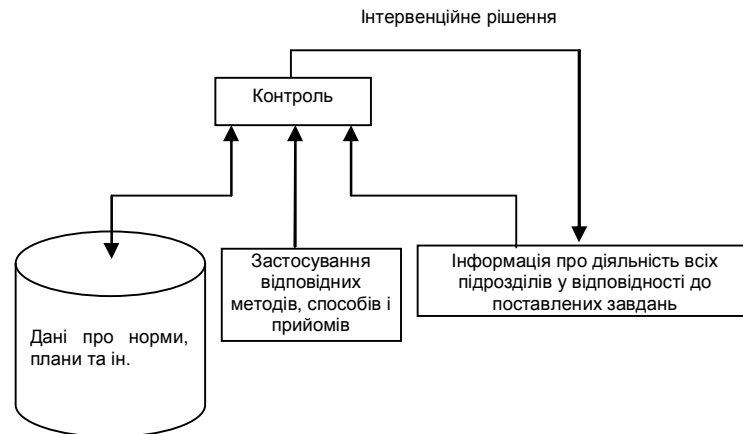 Інтервенційне рішення
Контроль
Застосування
відповідних
методів, способів і
прийомів
Інформація про діяльність всіх
підрозділів у відповідності до
поставлених завдань
Дані про норми,
плани та ін.